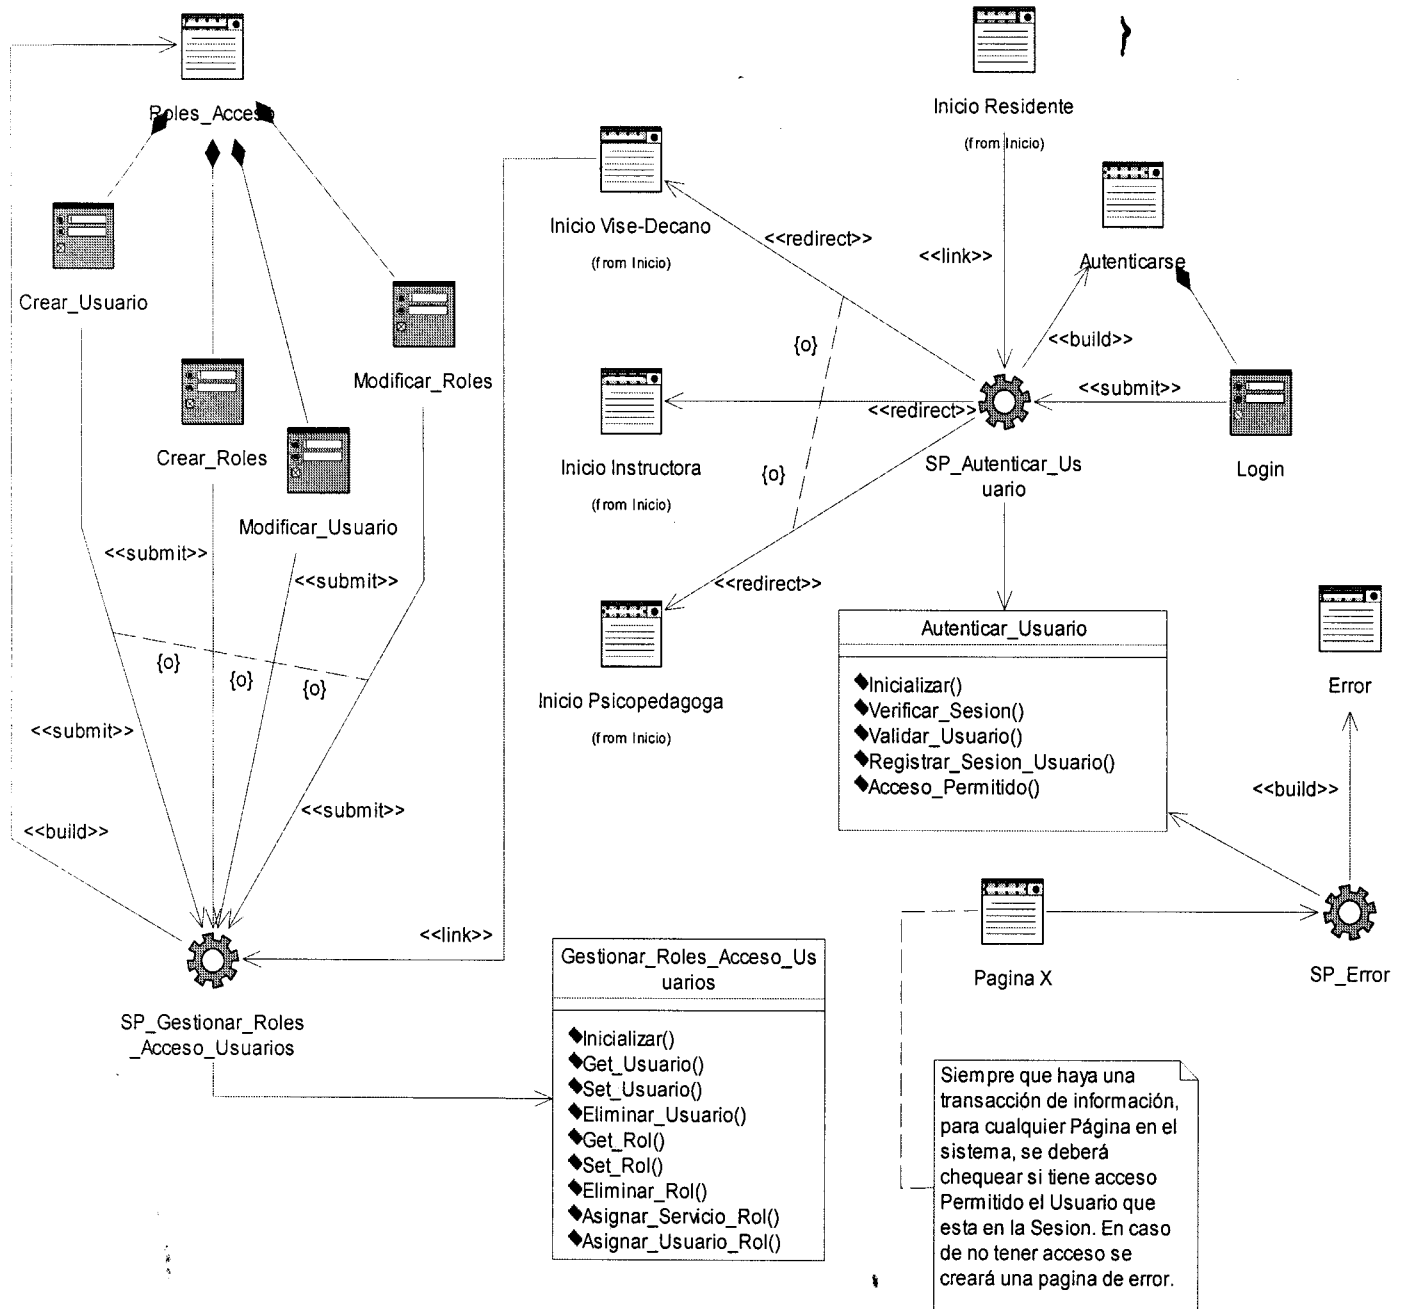 Roles_Acceso
Inicio Residente
(from Inicio)
Inicio Vise-Decano
(from Inicio)
<<redirect>>
<<link>>
Autenticarse
Crear_Usuario
Modificar_Roles
{o}
<<build>>
<<submit>>
<<redirect>>
Crear_Roles
Modificar_Usuario
Inicio Instructora
(from Inicio)
{o}
SP_Autenticar_Us
uario
Login
<<submit>>
<<submit>>
<<redirect>>
{o}
{o}
{o}
Inicio Psicopedagoga
(from Inicio)
Autenticar_Usuario
Inicializar()
Verificar_Sesion()
Validar_Usuario()
Registrar_Sesion_Usuario()
Acceso_Permitido()
Error
<<submit>>
<<submit>>
<<build>>
<<build>>
<<link>>
Pagina X
SP_Error
SP_Gestionar_Roles
_Acceso_Usuarios
Gestionar_Roles_Acceso_Us
uarios
Inicializar()
Get_Usuario()
Set_Usuario()
Eliminar_Usuario()
Get_Rol()
Set_Rol()
Eliminar_Rol()
Asignar_Servicio_Rol()
Asignar_Usuario_Rol()
Siempre que haya una
transacción de información,
para cualquier Página en el
sistema, se deberá
chequear si tiene acceso
Permitido el Usuario que
esta en la Sesion. En caso
de no tener acceso se
creará una pagina de error.